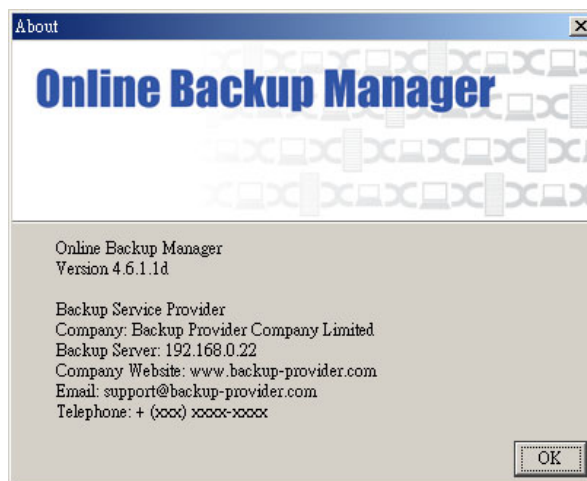 About
Online Backup Manager
Online Backup Manager
Version 4.6.1.1d
Backup Service Provider
Company: Backup Provider Company Limited
Backup Server: 192.168.0.22
Company Website: www.backup-provider.com
Email: support@backup-provider.com
Telephone: + (xxx) xxxx-xxxx
OK